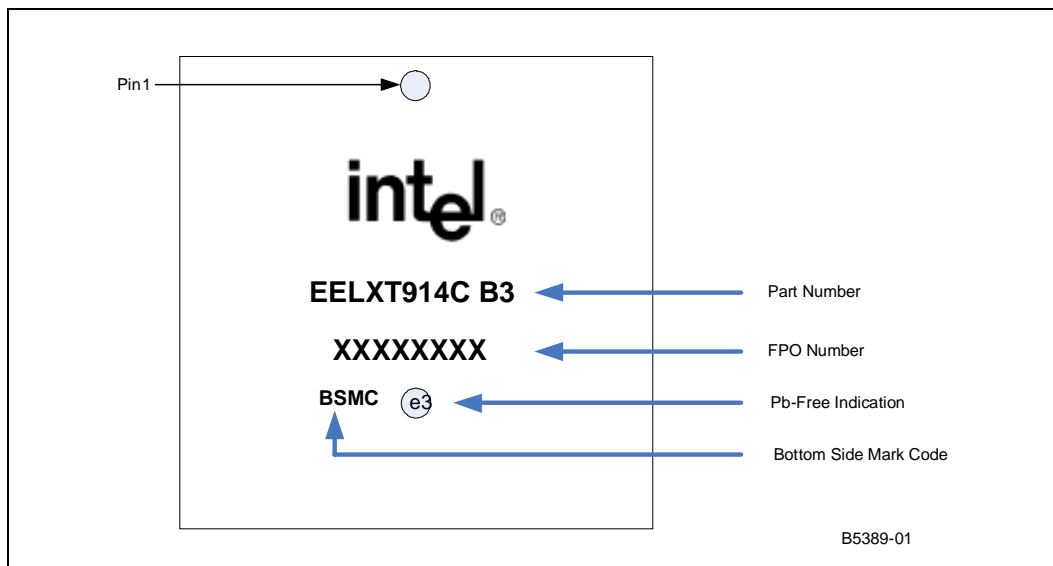 Pin1
intel®
EELXT914C B3
Part Number
XXXXXXXX
FPO Number
BSMC
e3
Pb-Free Indication
Bottom Side Mark Code
B5389-01